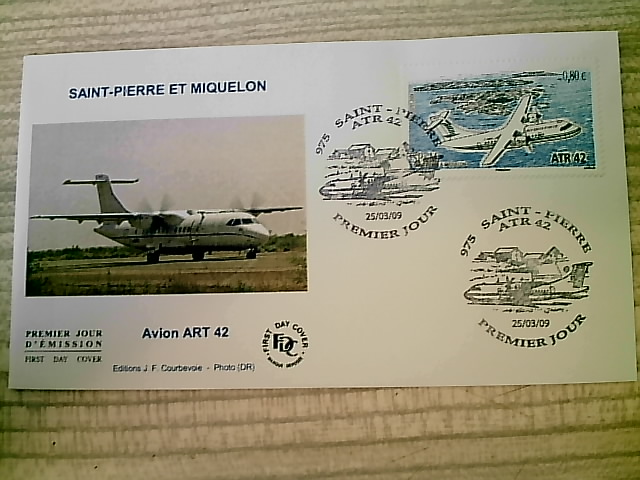 SAINT-PIERRE ET MIQUELON
0,80 €
ATR 42
975 SAINT-PIERRE
ATR 42
25/03/09
PREMIER JOUR
975 SAINT-PIERRE
ATR 42
25/03/09
PREMIER JOUR
PREMIER JOUR
D'ÉMISSION
FIRST DAY COVER
Avion ART 42
FIRST DAY COVER
FDC
Editions J. F. Courbevoie - Photo (DR)